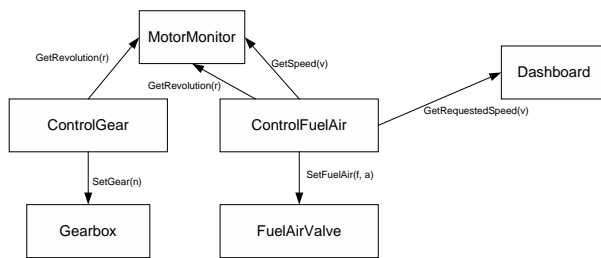 MotorMonitor
GetRevolution(r)
GetSpeed(v)
GetRevolution(r)
Dashboard
GetRequestedSpeed(v)
ControlGear
ControlFuelAir
SetGear(n)
SetFuelAir(f, a)
Gearbox
FuelAirValve